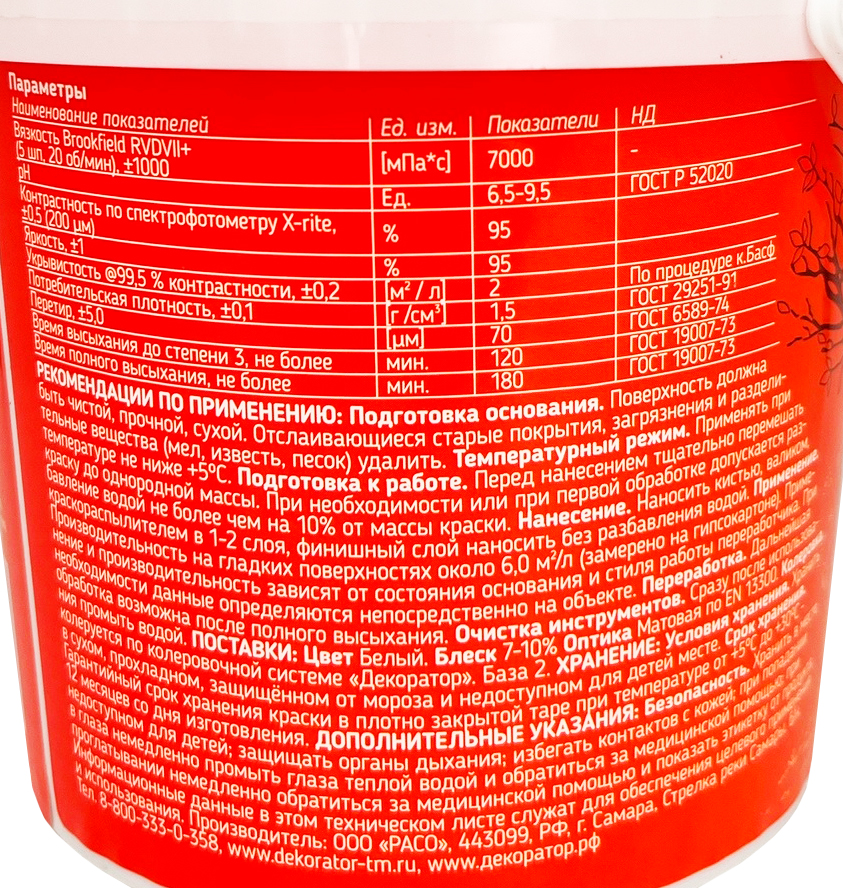 Параметры
Наименование показателей Ед. изм. Показатели НД
Вязкость Brookfield RVDVII+
(5 шп, 20 об/мин), ±1000 [мПа*с] 7000 -
pH Ед. 6,5-9,5 ГОСТ Р 52020
Контрастность по спектрофотометру X-rite,
±0,5 (200 µм) % 95
Яркость, ±1 % 95
Укрывистость @99,5 % контрастности, ±0,2 [м² / л] 2 По процедуре к.Басф
Потребительская плотность, ±0,1 [г /см³] 1,5 ГОСТ 29251-91
Перетир, ±5,0 [µм] 70 ГОСТ 6589-74
Время высыхания до степени 3, не более мин. 120 ГОСТ 19007-73
Время полного высыхания, не более мин. 180 ГОСТ 19007-73
РЕКОМЕНДАЦИИ ПО ПРИМЕНЕНИЮ: Подготовка основания. Поверхность должна
быть чистой, прочной, сухой. Отслаивающиеся старые покрытия, загрязнения и раздели-
тельные вещества (мел, известь, песок) удалить. Температурный режим. Применять при
температуре не ниже +5°С. Подготовка к работе. Перед нанесением тщательно перемешать
краску до однородной массы. При необходимости или при первой обработке допускается раз-
бавление водой не более чем на 10% от массы краски. Нанесение. Наносить кистью, валиком,
краскораспылителем в 1-2 слоя, финишный слой наносить без разбавления водой. Применение.
Производительность на гладких поверхностях около 6,0 м²/л (замерено на гипсокартоне). Приме-
нение и производительность зависят от состояния основания и стиля работы переработчика. При
необходимости данные определяются непосредственно на объекте. Переработка. Дальнейшая
обработка возможна после полного высыхания. Очистка инструментов. Сразу после использова-
ния промыть водой. ПОСТАВКИ: Цвет Белый. Блеск 7-10% Оптика Матовая по EN 13300. Колеровка.
колеруется по колеровочной системе «Декоратор». База 2. ХРАНЕНИЕ: Условия хранения. Хранить
в сухом, прохладном, защищённом от мороза и недоступном для детей месте. Срок хранения.
Гарантийный срок хранения краски в плотно закрытой таре при температуре от +5°С до +30°С-
12 месяцев со дня изготовления. ДОПОЛНИТЕЛЬНЫЕ УКАЗАНИЯ: Безопасность. Хранить в месте
недоступном для детей; защищать органы дыхания; избегать контактов с кожей; при попадании
в глаза немедленно промыть глаза теплой водой и обратиться за медицинской помощью; при
проглатывании немедленно обратиться за медицинской помощью и показать этикетку от
Информационные данные в этом техническом листе служат для обеспечения целевого
и использования. Производитель: ООО «РАСО», 443099, РФ, г. Самара, Стрелка реки Самара,
Тел. 8-800-333-0-358, www.dekorator-tm.ru, www.декоратор.рф